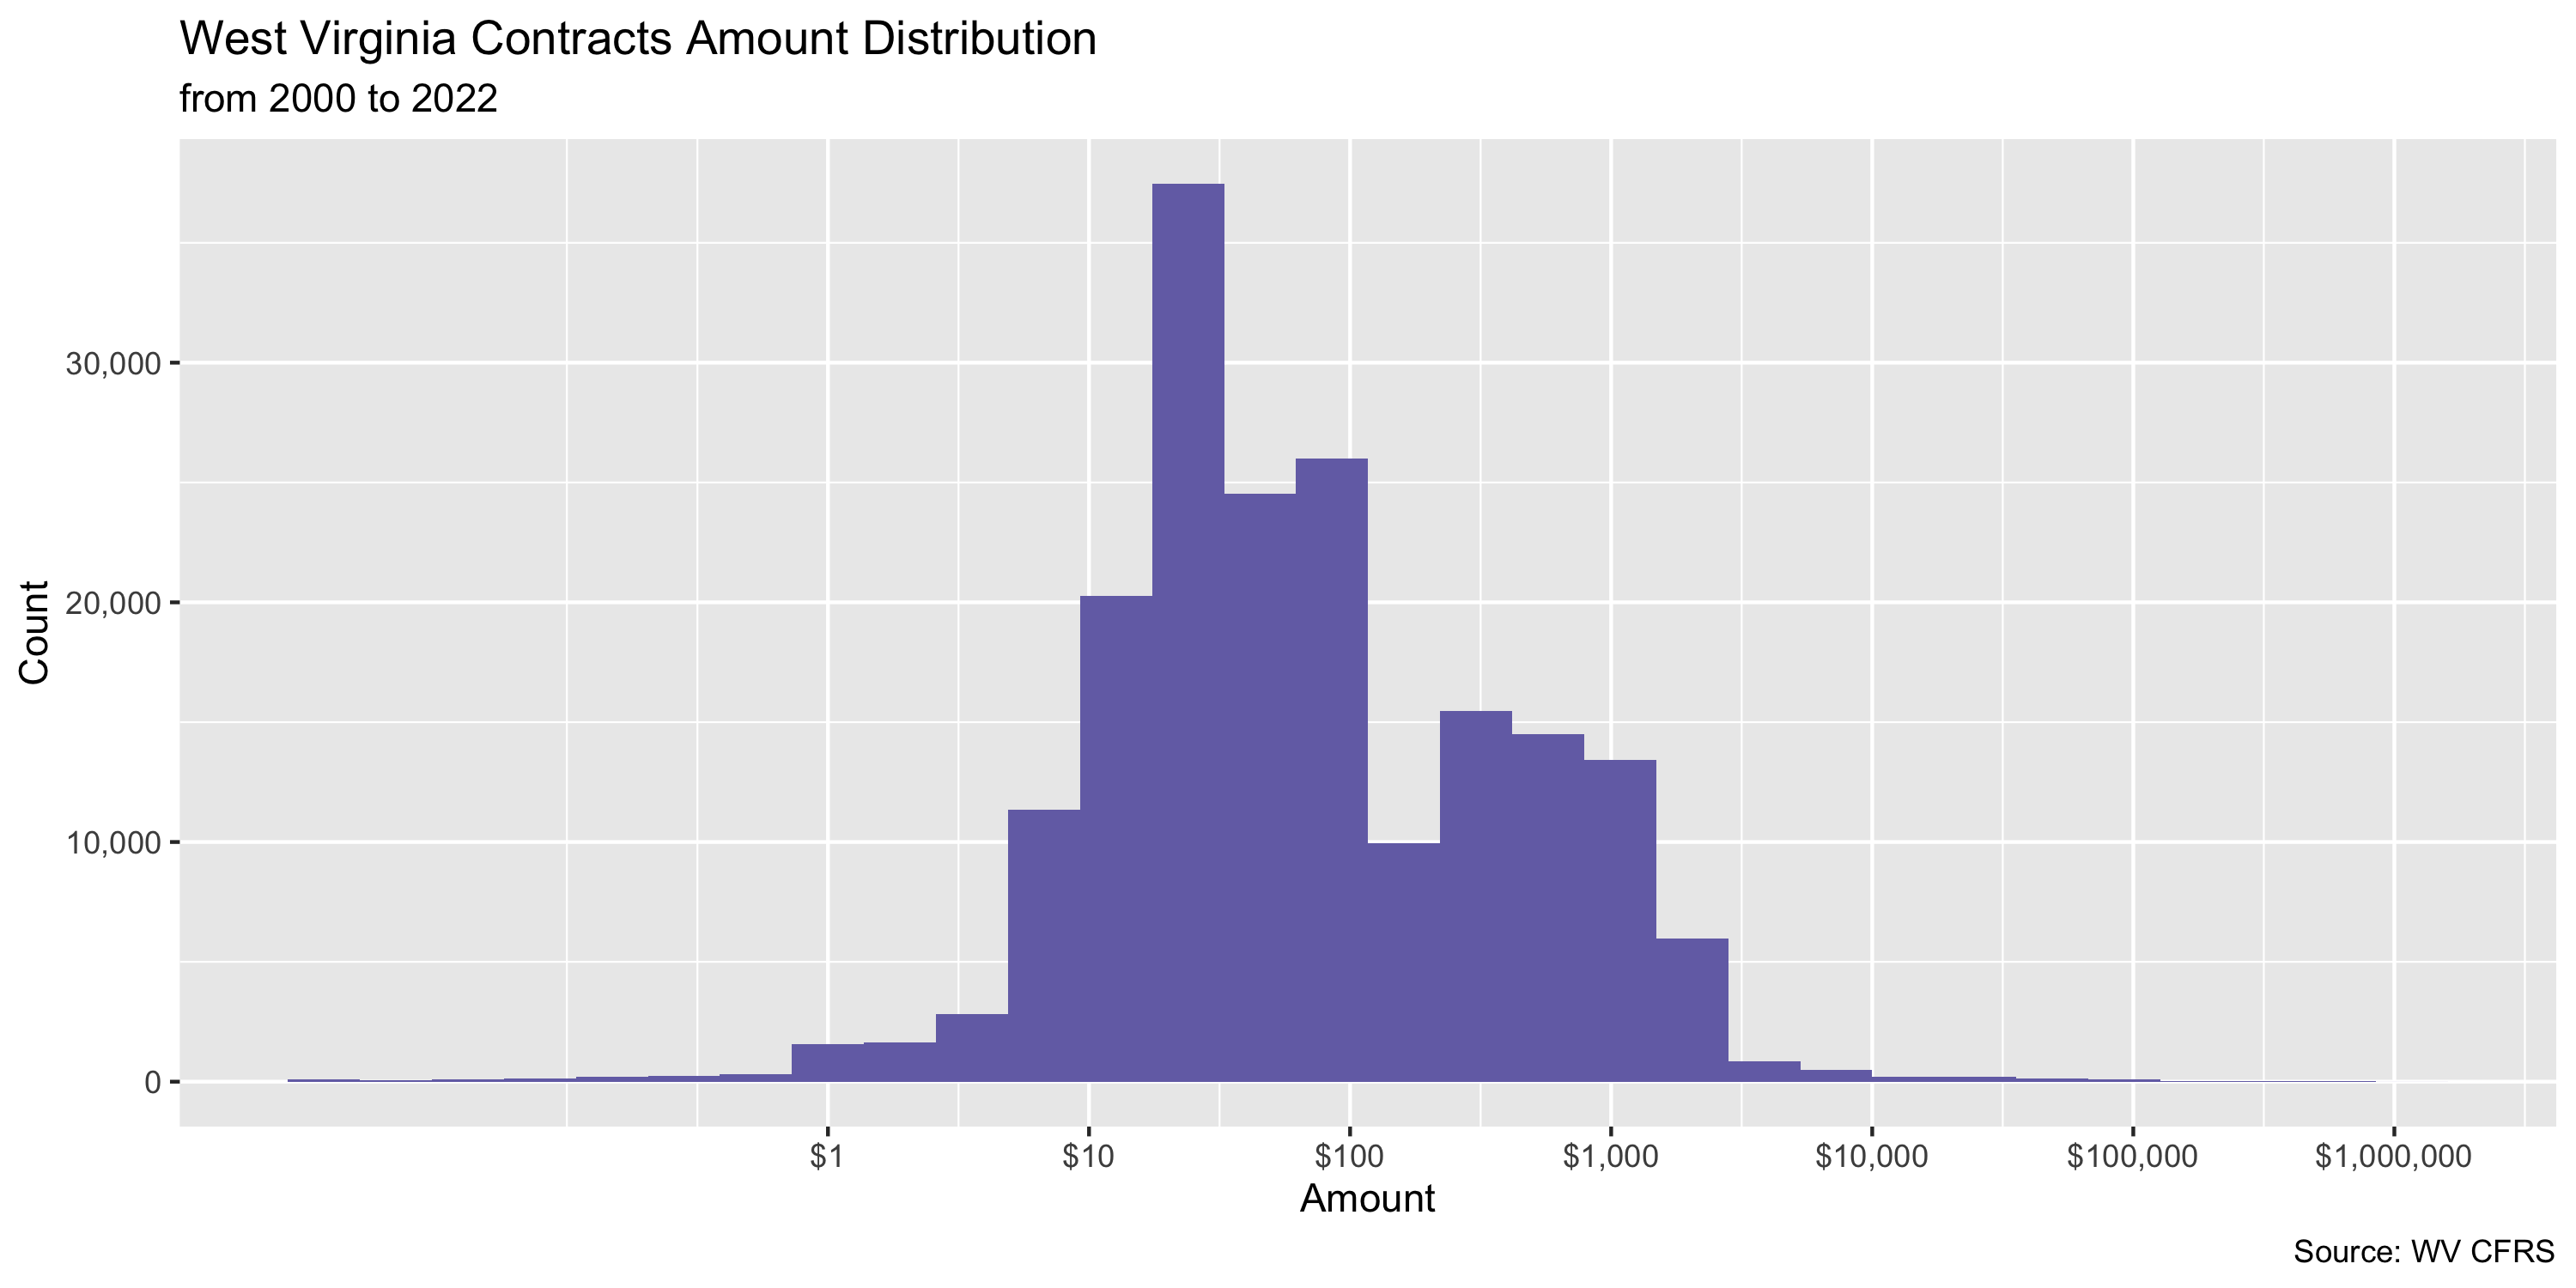 West Virginia Contracts Amount Distribution
from 2000 to 2022
Count
30,000
20,000
10,000
0
$1 $10 $100 $1,000 $10,000 $100,000 $1,000,000
Amount
Source: WV CFRS